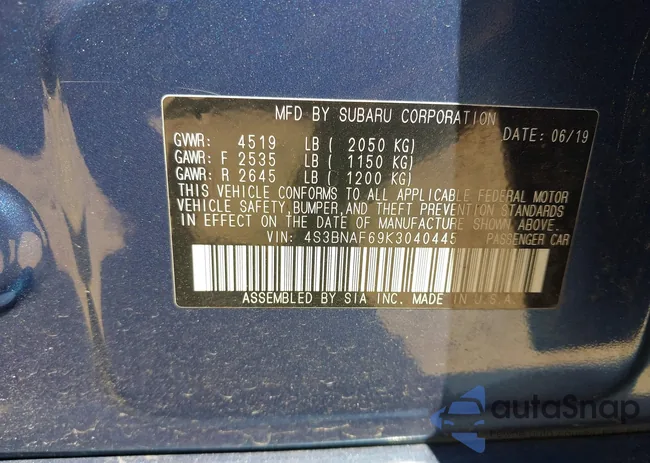 MFD BY SUBARU CORPORATION
DATE: 06/19
GVWR: 4519 LB ( 2050 KG)
GAWR: F 2535 LB ( 1150 KG)
GAWR: R 2645 LB ( 1200 KG)
THIS VEHICLE CONFORMS TO ALL APPLICABLE FEDERAL MOTOR
VEHICLE SAFETY, BUMPER, AND THEFT PREVENTION STANDARDS
IN EFFECT ON THE DATE OF MANUFACTURE SHOWN ABOVE.
VIN: 4S3BNAF69K3040445 PASSENGER CAR
ASSEMBLED BY SIA INC. MADE IN U.S.A.
autoSnap